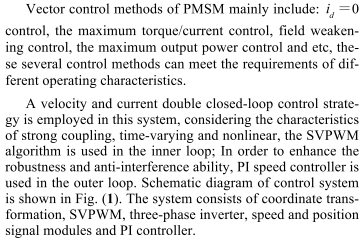 Vector control methods of PMSM mainly include: i_d = 0
control, the maximum torque/current control, field weaken-
ing control, the maximum output power control and etc, the-
se several control methods can meet the requirements of dif-
ferent operating characteristics.
A velocity and current double closed-loop control strate-
gy is employed in this system, considering the characteristics
of strong coupling, time-varying and nonlinear, the SVPWM
algorithm is used in the inner loop; In order to enhance the
robustness and anti-interference ability, PI speed controller is
used in the outer loop. Schematic diagram of control system
is shown in Fig. (1). The system consists of coordinate trans-
formation, SVPWM, three-phase inverter, speed and position
signal modules and PI controller.